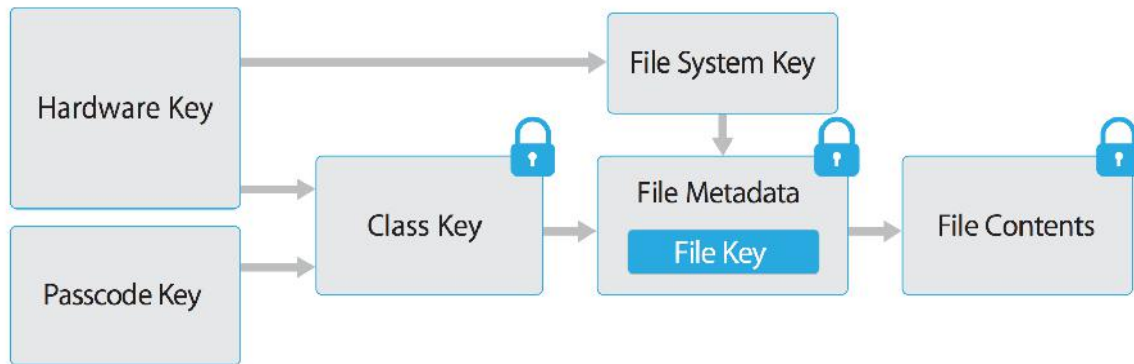 Hardware Key
File System Key
Class Key
File Metadata
File Key
File Contents
Passcode Key